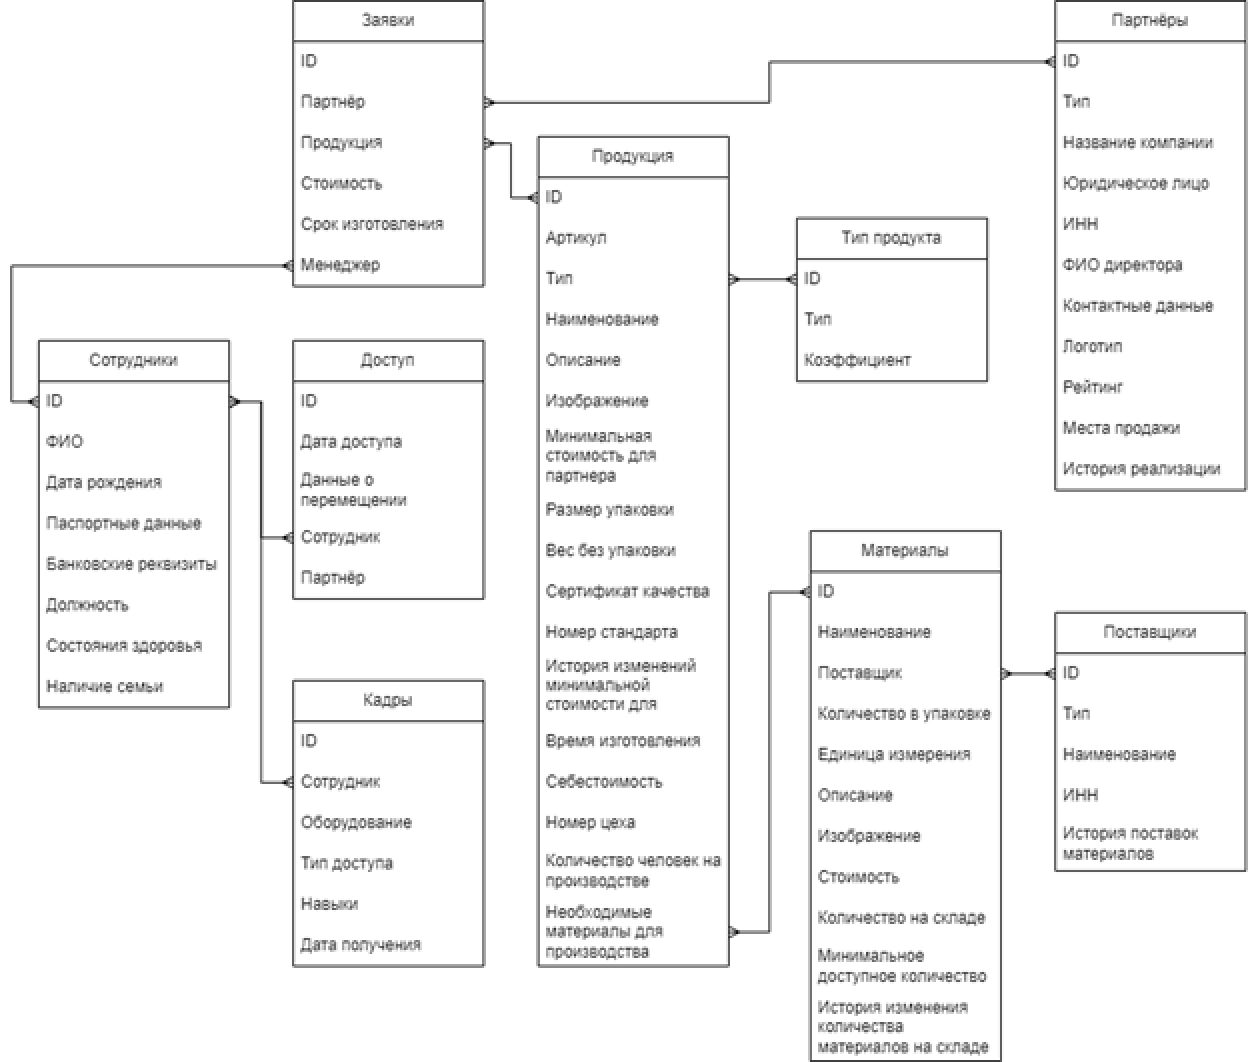 Заявки
ID
Партнёр
Продукция
Стоимость
Срок изготовления
Менеджер
Партнёры
ID
Тип
Название компании
Юридическое лицо
ИНН
ФИО директора
Контактные данные
Логотип
Рейтинг
Места продажи
История реализации
Продукция
ID
Артикул
Тип
Наименование
Описание
Изображение
Минимальная
стоимость для
партнера
Размер упаковки
Вес без упаковки
Сертификат качества
Номер стандарта
История изменений
минимальной
стоимости для
Время изготовления
Себестоимость
Номер цеха
Количество человек на
производстве
Необходимые
материалы для
производства
Тип продукта
ID
Тип
Коэффициент
Сотрудники
ID
ФИО
Дата рождения
Паспортные данные
Банковские реквизиты
Должность
Состояния здоровья
Наличие семьи
Доступ
ID
Дата доступа
Данные о
перемещении
Сотрудник
Партнёр
Кадры
ID
Сотрудник
Оборудование
Тип доступа
Навыки
Дата получения
Материалы
ID
Наименование
Поставщик
Количество в упаковке
Единица измерения
Описание
Изображение
Стоимость
Количество на складе
Минимальное
доступное количество
История изменения
количества
материалов на складе
Поставщики
ID
Тип
Наименование
ИНН
История поставок
материалов